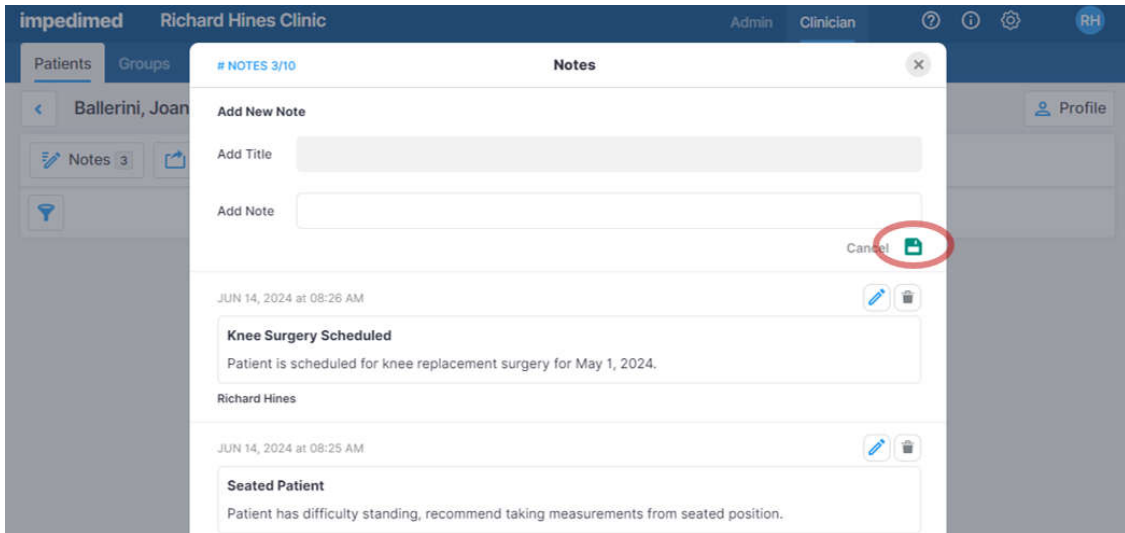 impedimed Richard Hines Clinic Admin Clinician RH
Patients Groups
# NOTES 3/10 Notes
Ballerini, Joan Profile
Add New Note
Notes 3
Add Title
Add Note
Cancel
JUN 14, 2024 at 08:26 AM
Knee Surgery Scheduled
Patient is scheduled for knee replacement surgery for May 1, 2024.
Richard Hines
JUN 14, 2024 at 08:25 AM
Seated Patient
Patient has difficulty standing, recommend taking measurements from seated position.